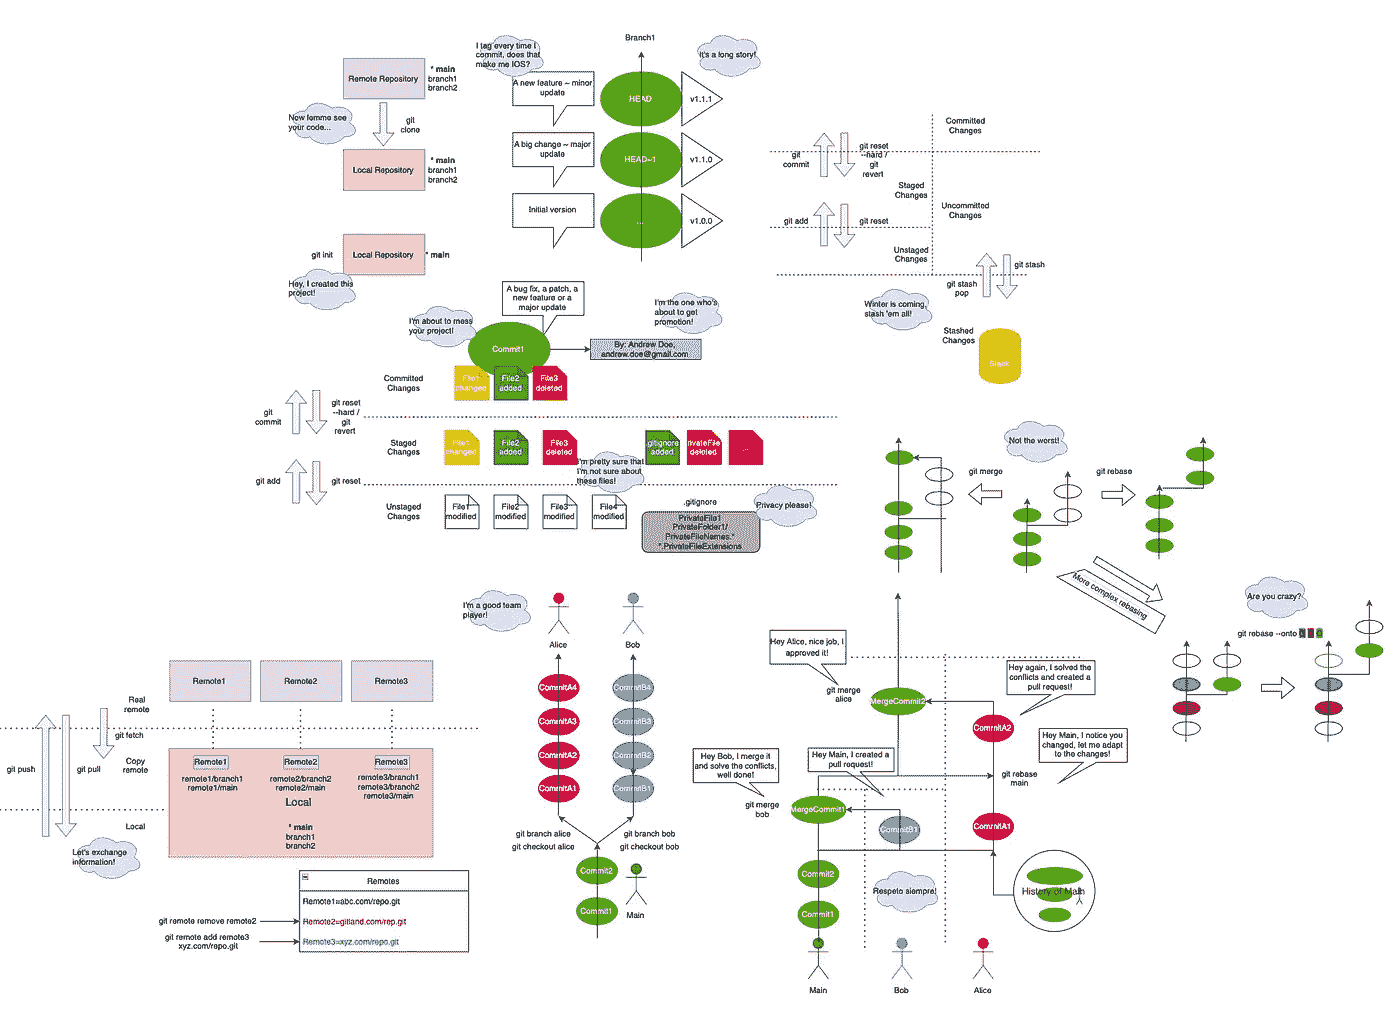 I tag every time I
commit, does that
make me IOS?
Branch1
It's a long story!
Remote Repository
* main
branch1
branch2
A new feature ~ minor
update
HEAD
v1.1.1
Now lemme see
your code...
git
clone
Local Repository
* main
branch1
branch2
A big change ~ major
update
HEAD~1
v1.1.0
Initial version
...
v1.0.0
git init
Local Repository
* main
Hey, I created this
project!
Committed
Changes
git
commit
git reset
--hard /
git
revert
Staged
Changes
Uncommitted
Changes
git add
git reset
Unstaged
Changes
git stash
git stash
pop
Winter is coming,
stash 'em all!
Stashed
Changes
Stack
A bug fix, a patch, a
new feature or a
major update
I'm about to mess
your project!
I'm the one who's
about to get
promotion!
Commit1
By: Andrew Doe,
andrew.doe@gmail.com
Committed
Changes
File1
changed
File2
added
File3
deleted
git
commit
git reset
--hard /
git
revert
Staged
Changes
File1
changed
File2
added
File3
deleted
.gitignore
added
PrivateFile
deleted
...
I'm pretty sure that
I'm not sure about
these files!
git add
git reset
Unstaged
Changes
File1
modified
File2
modified
File3
modified
File4
modified
.gitignore
Privacy please!
PrivateFile1
PrivateFolder1/
PrivateFileNames.*
*.PrivateFileExtensions
Not the worst!
git merge
git rebase
More complex rebasing
Are you crazy?
git rebase --onto
I'm a good team
player!
Alice
Bob
CommitA4
CommitA3
CommitA2
CommitA1
CommitB4
CommitB3
CommitB2
CommitB1
git branch alice
git checkout alice
git branch bob
git checkout bob
Commit2
Commit1
Main
Remote1
Remote2
Remote3
Real
remote
git fetch
git push
git pull
Copy
remote
Remote1
remote1/branch1
remote1/main
Remote2
remote2/branch2
remote2/main
Remote3
remote3/branch1
remote3/branch2
remote3/main
Local
* main
branch1
branch2
Local
Let's exchange
information!
Remotes
Remote1=abc.com/repo.git
git remote remove remote2
Remote2=gitland.com/rep.git
git remote add remote3
xyz.com/rapo.git
Remote3=xyz.com/repo.git
Hey Alice, nice job, I
approved it!
git merge
alice
MergeCommit2
Hey again, I solved the
conflicts and created a
pull request!
CommitA2
Hey Main, I notice you
changed, let me adapt
to the changes!
Hey Bob, I merge it
and solve the conflicts,
well done!
Hey Main, I created a
pull request!
git rebase
main
git merge
bob
MergeCommit1
CommitB1
CommitA1
Commit2
Commit1
Respeto siempre!
History of Math
Main
Bob
Alice